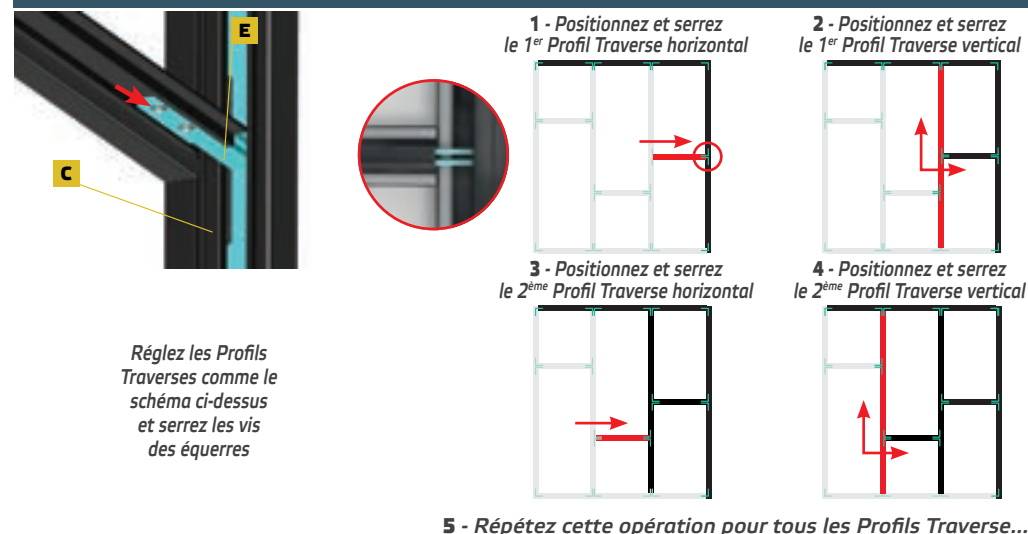 E
C
1 - Positionnez et serrez
le 1er Profil Traverse horizontal
2 - Positionnez et serrez
le 1er Profil Traverse vertical
3 - Positionnez et serrez
le 2ème Profil Traverse horizontal
4 - Positionnez et serrez
le 2ème Profil Traverse vertical
Réglez les Profils
Traverses comme le
schéma ci-dessus
et serrez les vis
des équerres
5 - Répétez cette opération pour tous les Profils Traverse...